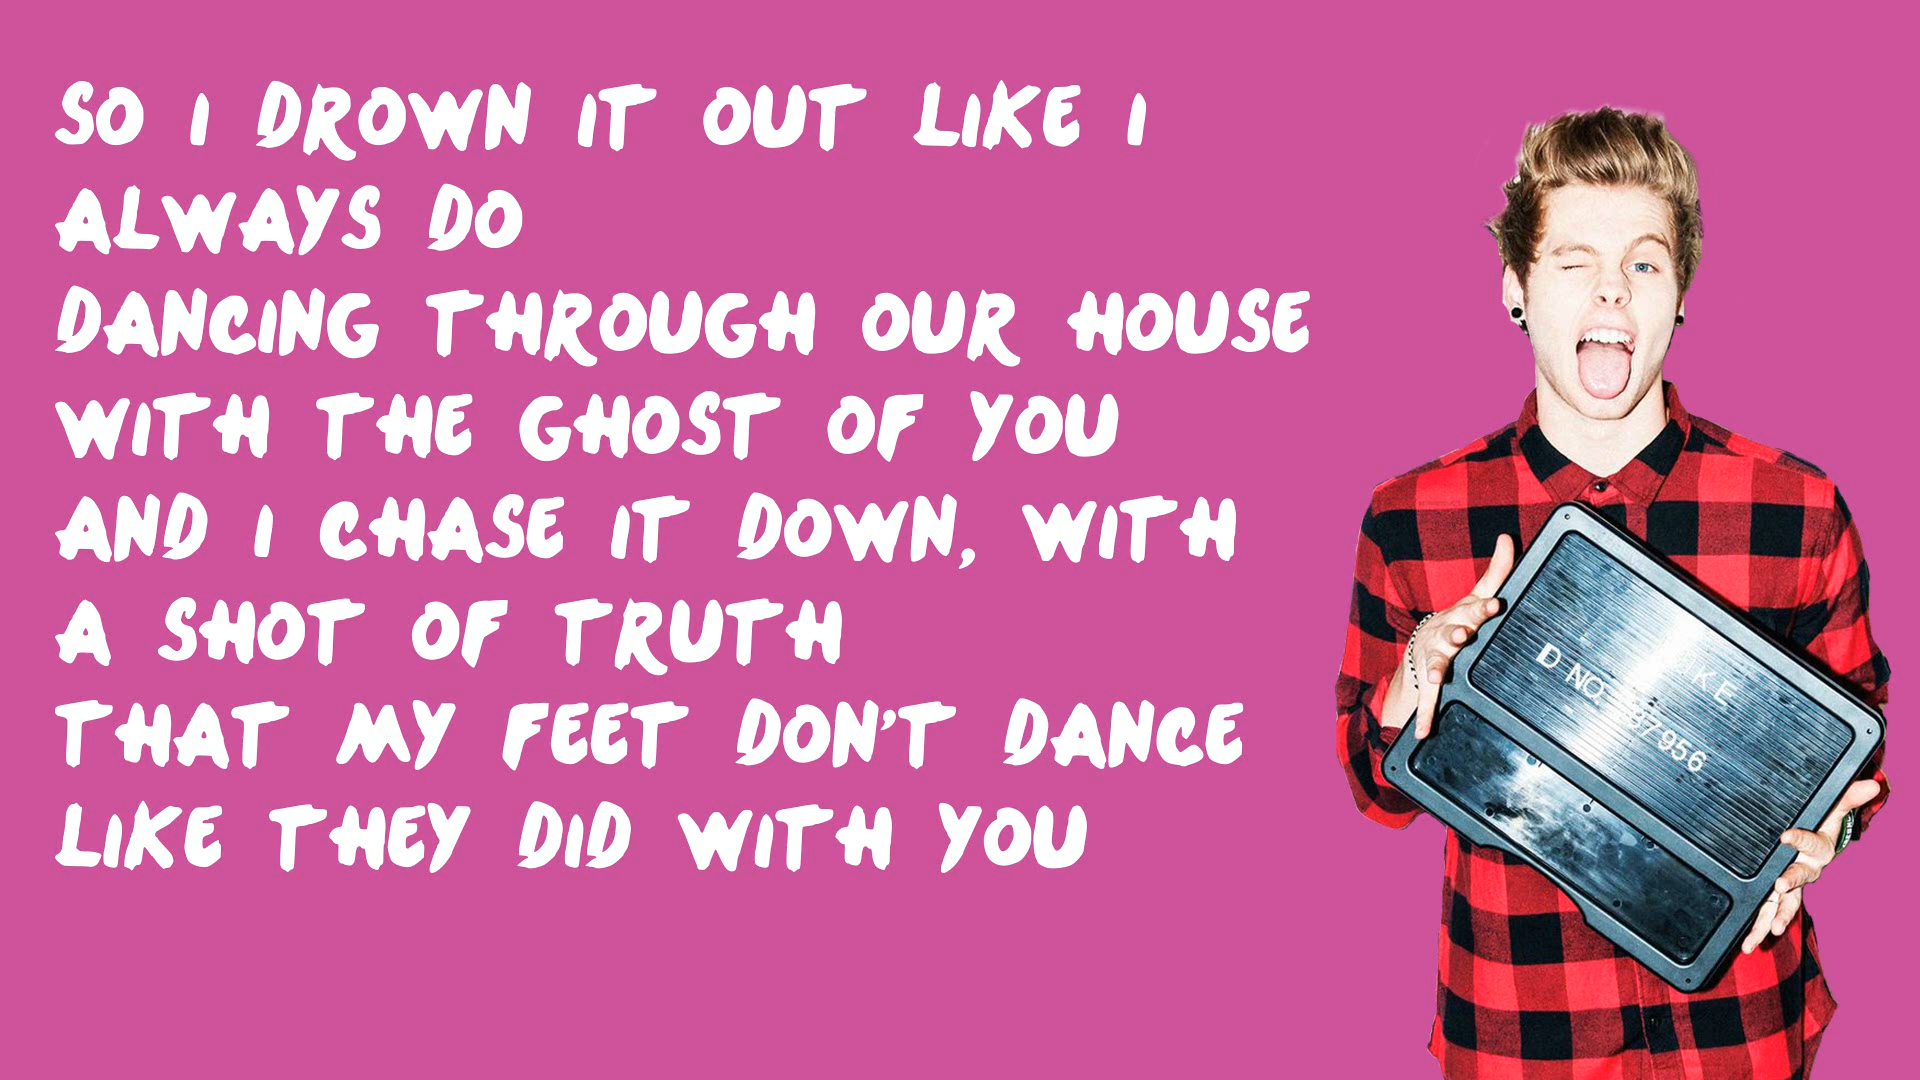 SO I DROWN IT OUT LIKE I
ALWAYS DO
DANCING THROUGH OUR HOUSE
WITH THE GHOST OF YOU
AND I CHASE IT DOWN, WITH
A SHOT OF TRUTH
THAT MY FEET DON'T DANCE
LIKE THEY DID WITH YOU